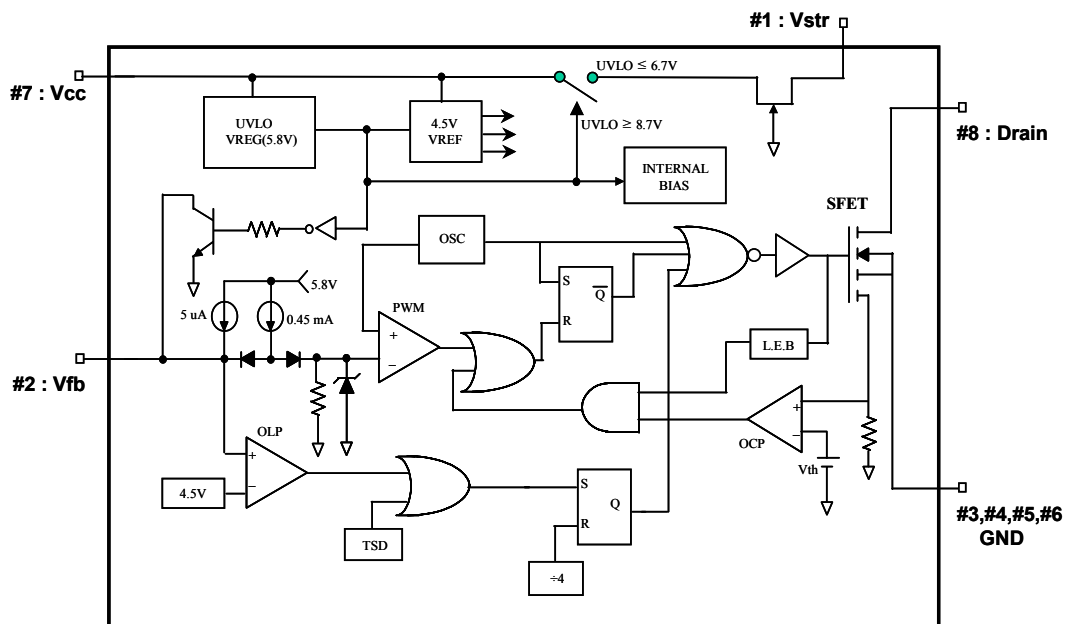 #1 : Vstr
#7 : Vcc
UVLO ≤ 6.7V
UVLO
VREG(5.8V)
4.5V
VREF
UVLO ≥ 8.7V
#8 : Drain
INTERNAL
BIAS
SFET
OSC
5.8V
S
Q
R
5 uA
0.45 mA
PWM
+
−
L.E.B
#2 : Vfb
OLP
+
−
4.5V
OCP
+
−
Vth
S
Q
R
TSD
÷4
#3,#4,#5,#6
GND